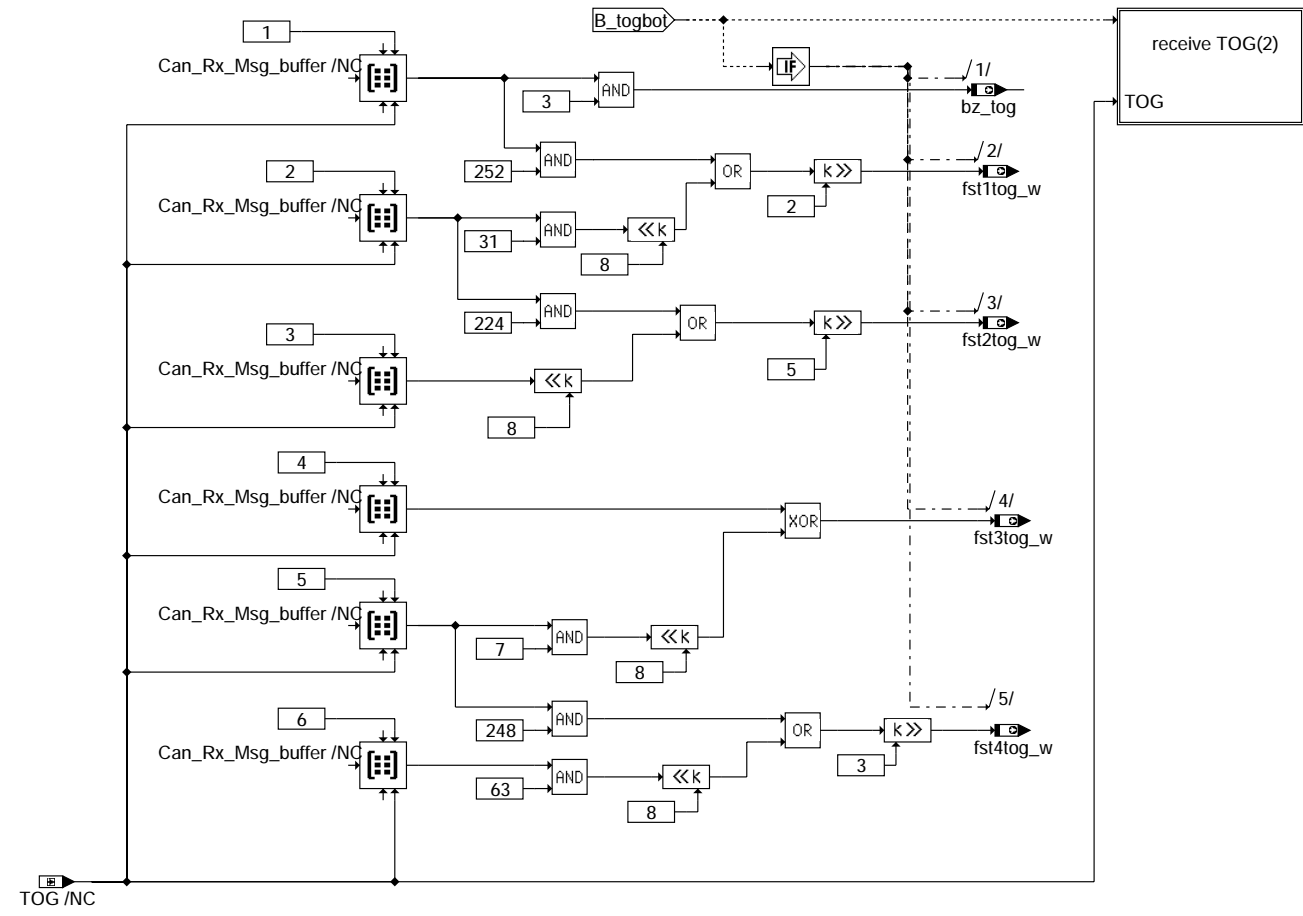 B_togbot
receive TOG(2)
TOG
1
Can_Rx_Msg_buffer /NC
IF
/1/
AND
3
bz_tog
2
Can_Rx_Msg_buffer /NC
AND
252
OR
k>>
2
/2/
fst1tog_w
AND
31
<<k
8
AND
224
OR
k>>
5
/3/
fst2tog_w
3
Can_Rx_Msg_buffer /NC
<<k
8
4
Can_Rx_Msg_buffer /NC
XOR
/4/
fst3tog_w
5
Can_Rx_Msg_buffer /NC
AND
7
<<k
8
AND
248
OR
k>>
3
/5/
fst4tog_w
6
Can_Rx_Msg_buffer /NC
AND
63
<<k
8
TOG /NC